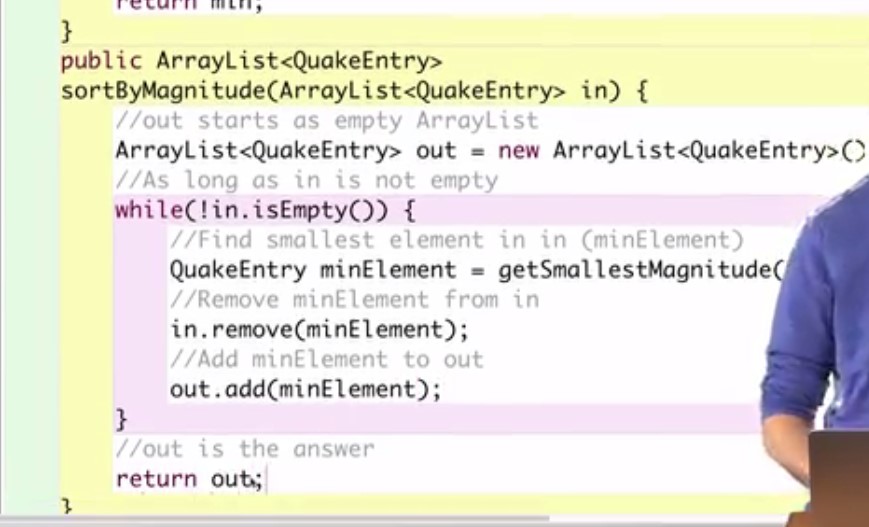 return min;
}
public ArrayList<QuakeEntry>
sortByMagnitude(ArrayList<QuakeEntry> in) {
//out starts as empty ArrayList
ArrayList<QuakeEntry> out = new ArrayList<QuakeEntry>()
//As long as in is not empty
while(!in.isEmpty()) {
//Find smallest element in in (minElement)
QuakeEntry minElement = getSmallestMagnitude(
//Remove minElement from in
in.remove(minElement);
//Add minElement to out
out.add(minElement);
}
//out is the answer
return out;
}